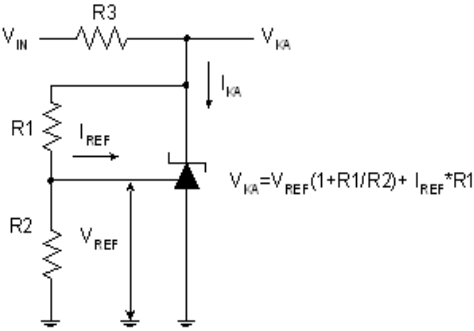 R3
V_IN
V_KA
I_KA
R1
I_REF
V_KA=V_REF(1+R1/R2)+ I_REF*R1
R2
V_REF